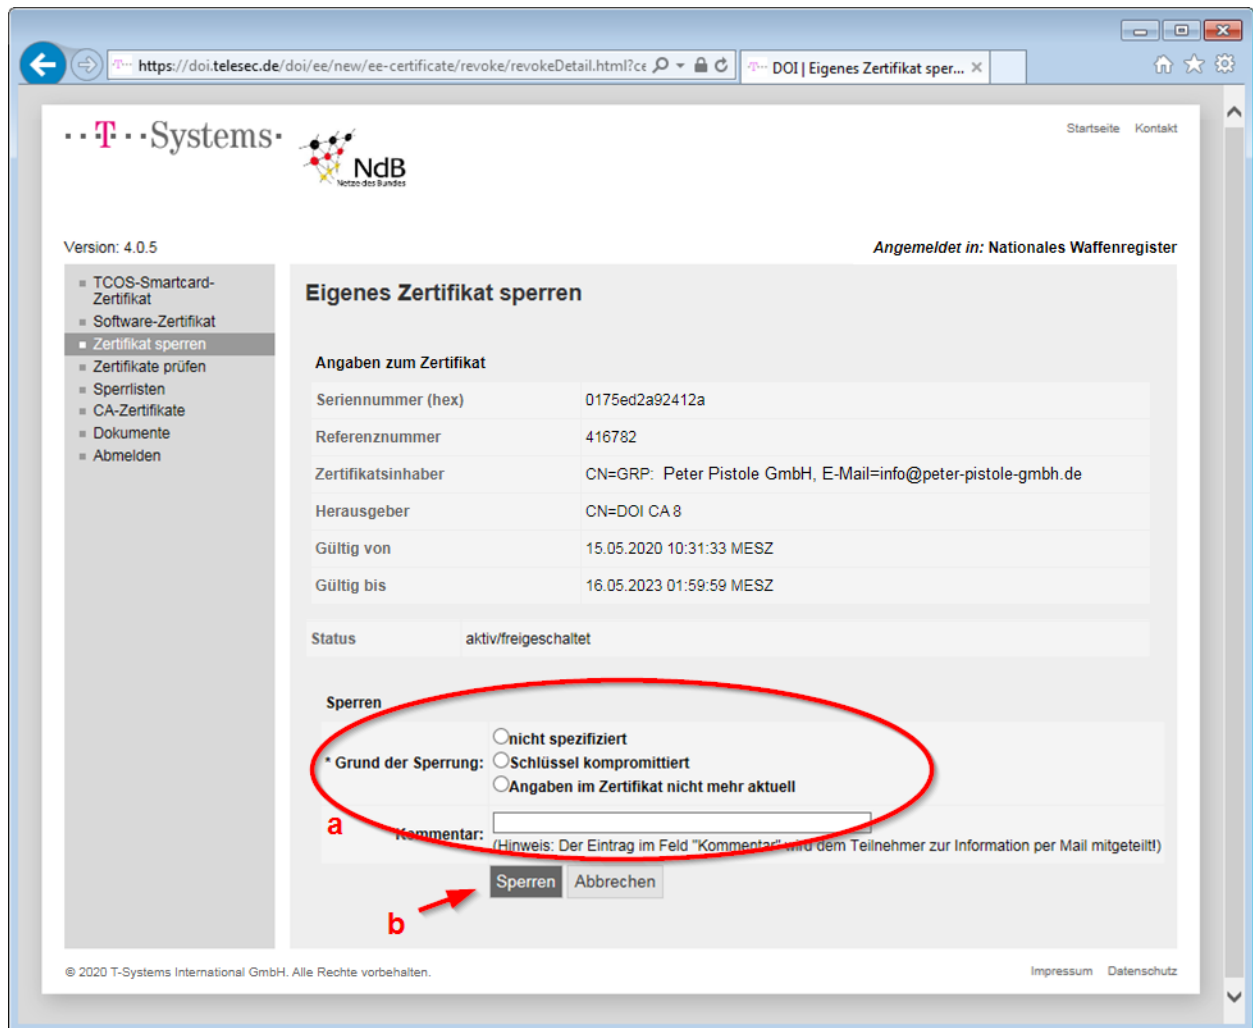 https://doi.telesec.de/doi/ee/new/ee-certificate/revoke/revokeDetail.html?ce
DOI | Eigenes Zertifikat sper...
··T··Systems·
NdB
Netze des Bundes
Startseite Kontakt
Version: 4.0.5
Angemeldet in: Nationales Waffenregister
TCOS-Smartcard-
Zertifikat
Software-Zertifikat
Zertifikat sperren
Zertifikate prüfen
Sperrlisten
CA-Zertifikate
Dokumente
Abmelden
Eigenes Zertifikat sperren
Angaben zum Zertifikat
Seriennummer (hex) 0175ed2a92412a
Referenznummer 416782
Zertifikatsinhaber CN=GRP: Peter Pistole GmbH, E-Mail=info@peter-pistole-gmbh.de
Herausgeber CN=DOI CA 8
Gültig von 15.05.2020 10:31:33 MESZ
Gültig bis 16.05.2023 01:59:59 MESZ
Status aktiv/freigeschaltet
Sperren
* Grund der Sperrung:
nicht spezifiziert
Schlüssel kompromittiert
Angaben im Zertifikat nicht mehr aktuell
a
Kommentar:
(Hinweis: Der Eintrag im Feld "Kommentar" wird dem Teilnehmer zur Information per Mail mitgeteilt!)
Sperren Abbrechen
b
© 2020 T-Systems International GmbH. Alle Rechte vorbehalten.
Impressum Datenschutz